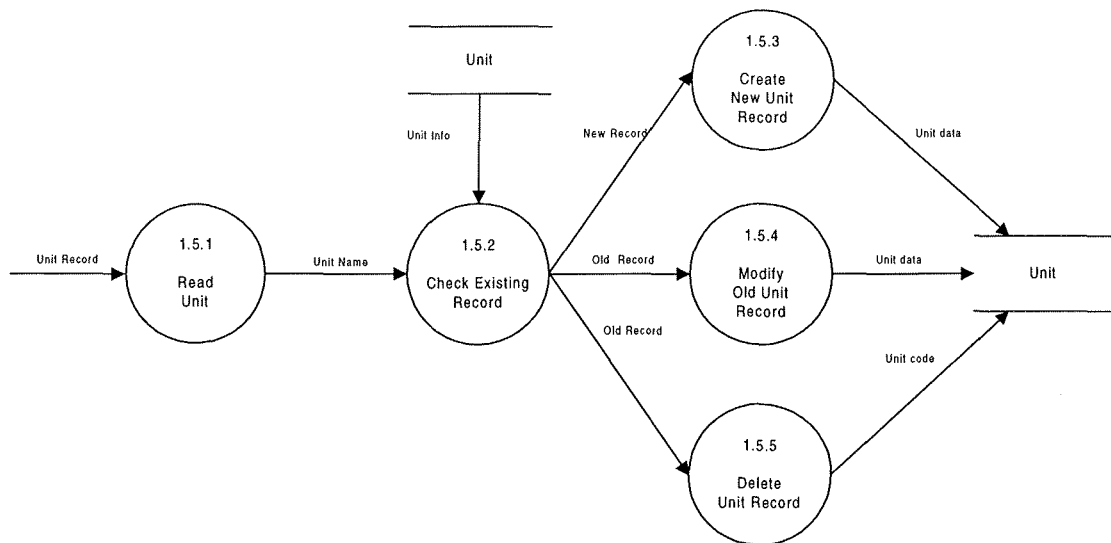 1.5.3
Create
New Unit
Record
Unit
Unit Info
New Record
Unit data
1.5.1
Read
Unit
Unit Record
Unit Name
1.5.2
Check Existing
Record
Old Record
1.5.4
Modify
Old Unit
Record
Unit data
Unit
Old Record
Unit code
1.5.5
Delete
Unit Record